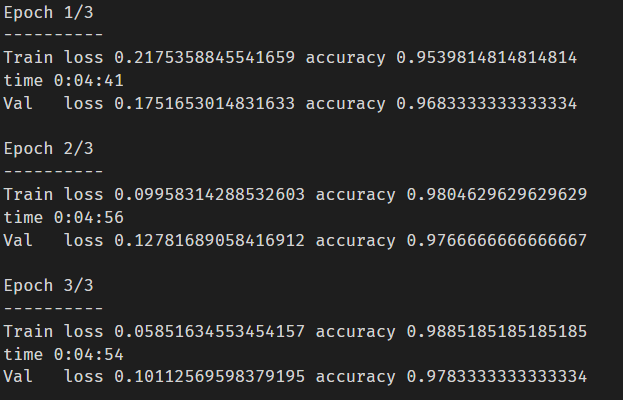 Epoch 1/3
----------
Train loss 0.2175358845541659 accuracy 0.9539814814814814
time 0:04:41
Val   loss 0.1751653014831633 accuracy 0.9683333333333334
Epoch 2/3
----------
Train loss 0.09958314288532603 accuracy 0.9804629629629629
time 0:04:56
Val   loss 0.12781689058416912 accuracy 0.9766666666666667
Epoch 3/3
----------
Train loss 0.05851634553454157 accuracy 0.9885185185185185
time 0:04:54
Val   loss 0.10112569598379195 accuracy 0.9783333333333334